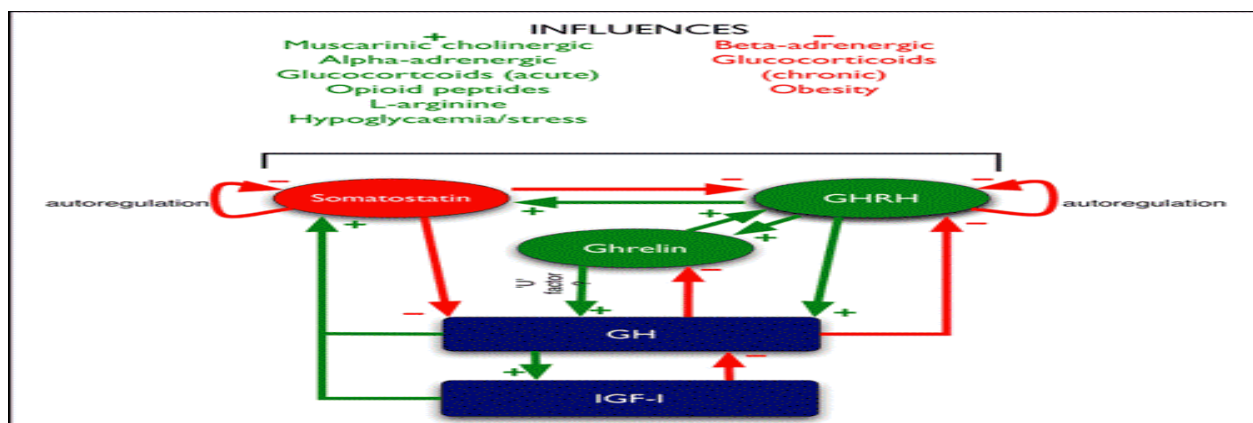 INFLUENCES
+
Muscarinic cholinergic
Alpha-adrenergic
Glucocortcoids (acute)
Opioid peptides
L-arginine
Hypoglycaemia/stress
−
Beta-adrenergic
Glucocorticoids
(chronic)
Obesity
autoregulation
−
Somatostatin
−
GHRH
−
autoregulation
+
+
+
−
+
Ghrelin
'U'
factor
−
−
+
+
GH
+
−
IGF-I